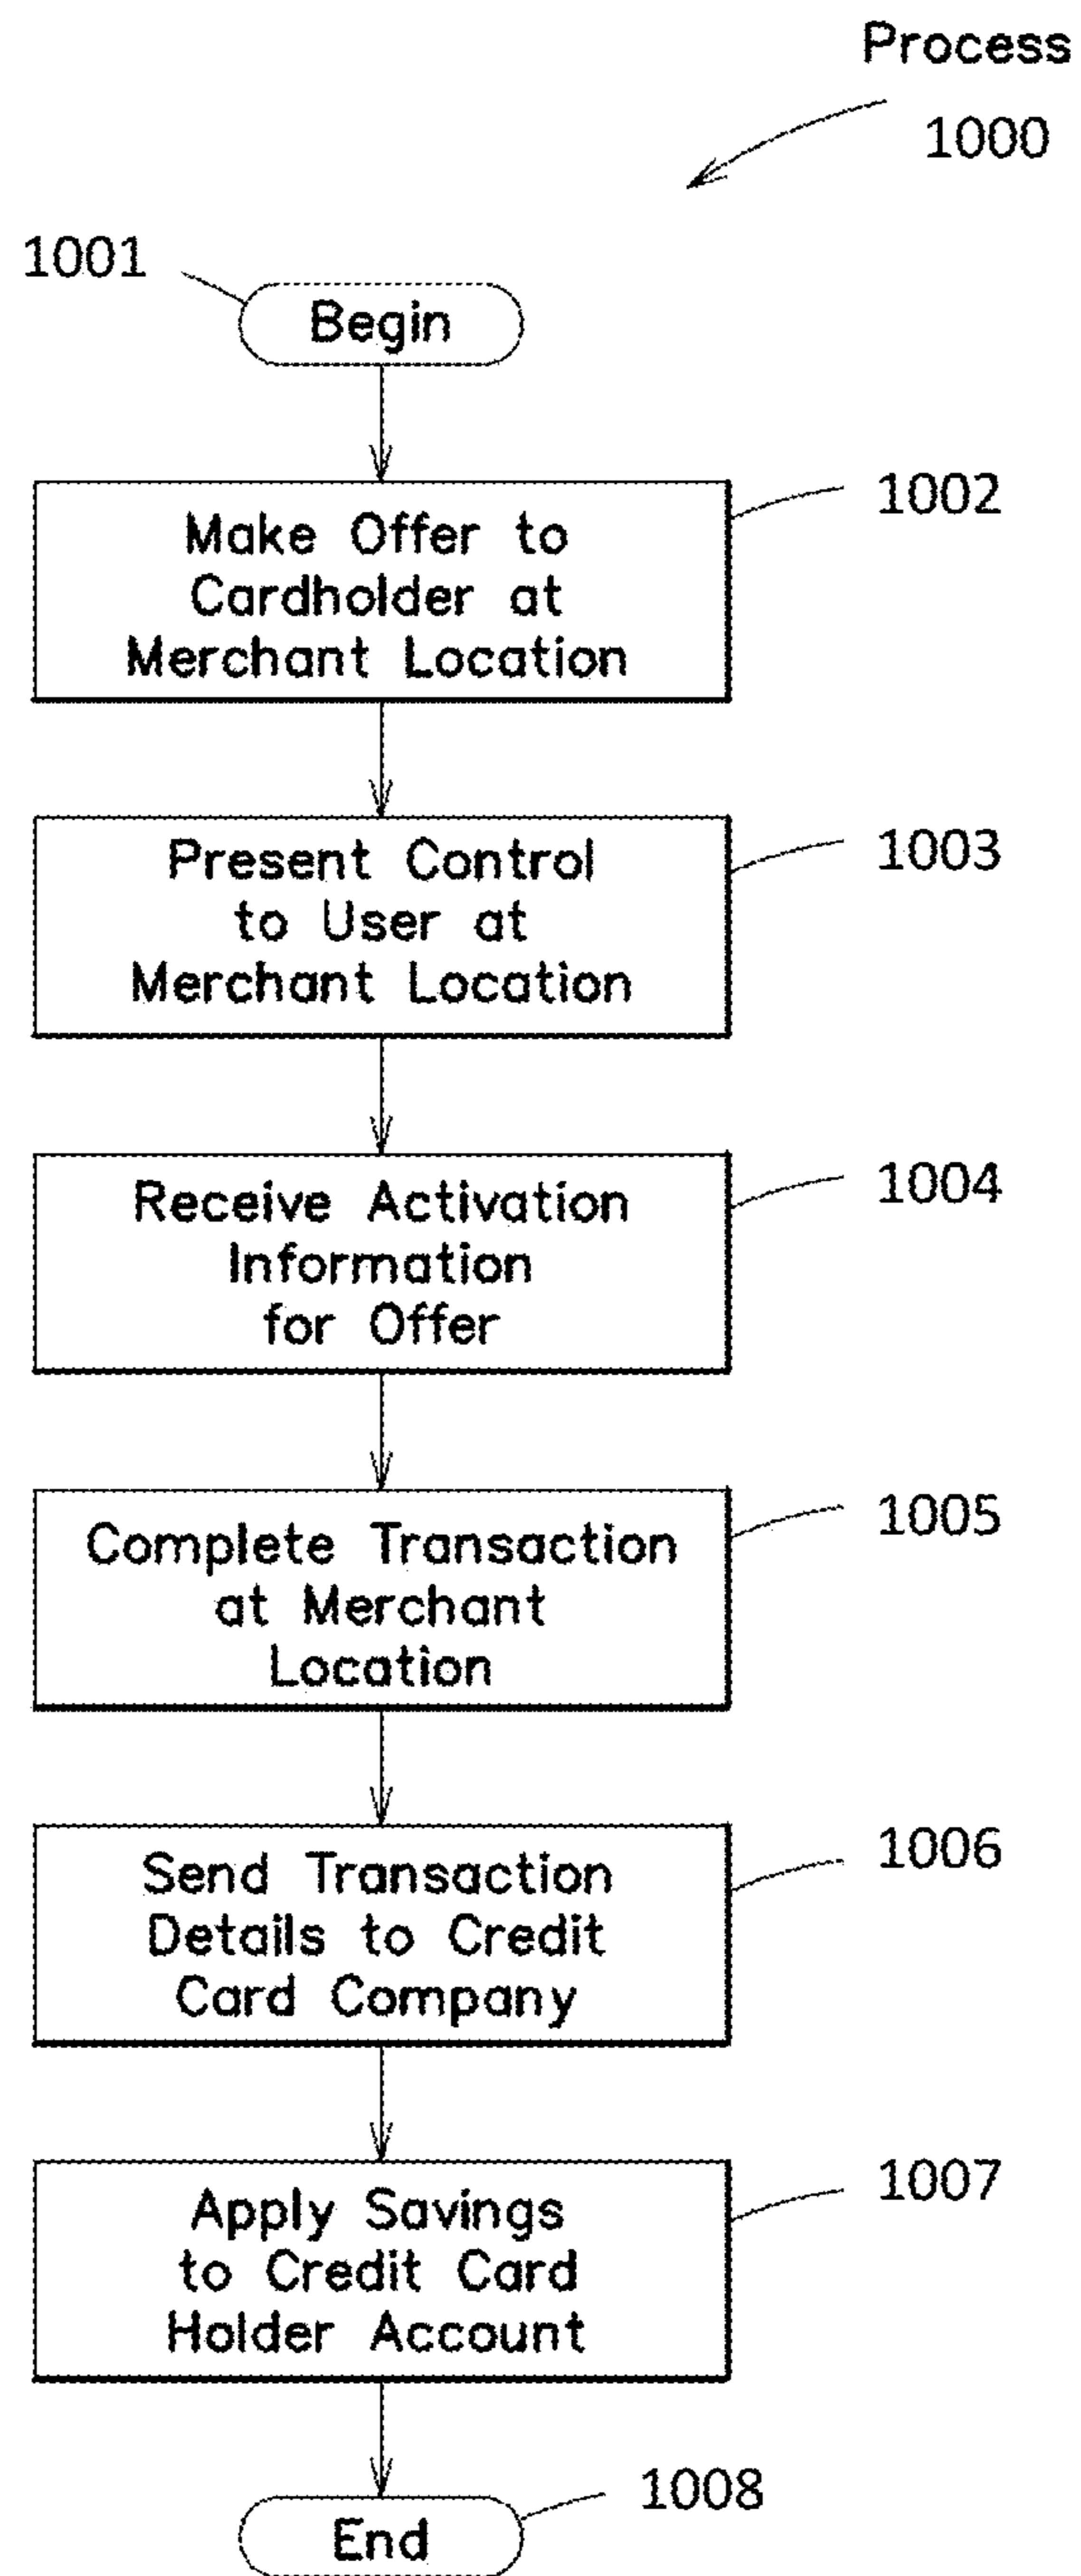 Process
1000
1001
Begin
1002
Make Offer to
Cardholder at
Merchant Location
1003
Present Control
to User at
Merchant Location
1004
Receive Activation
Information
for Offer
1005
Complete Transaction
at Merchant
Location
1006
Send Transaction
Details to Credit
Card Company
1007
Apply Savings
to Credit Card
Holder Account
1008
End